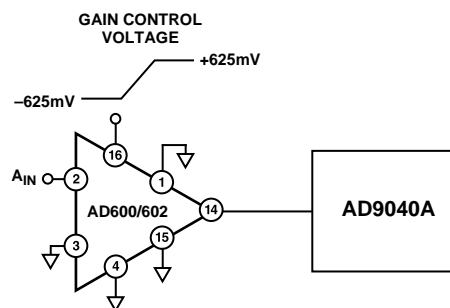 GAIN CONTROL
VOLTAGE
+625mV
–625mV
16
AIN
2
1
AD600/602
14
AD9040A
3
15
4